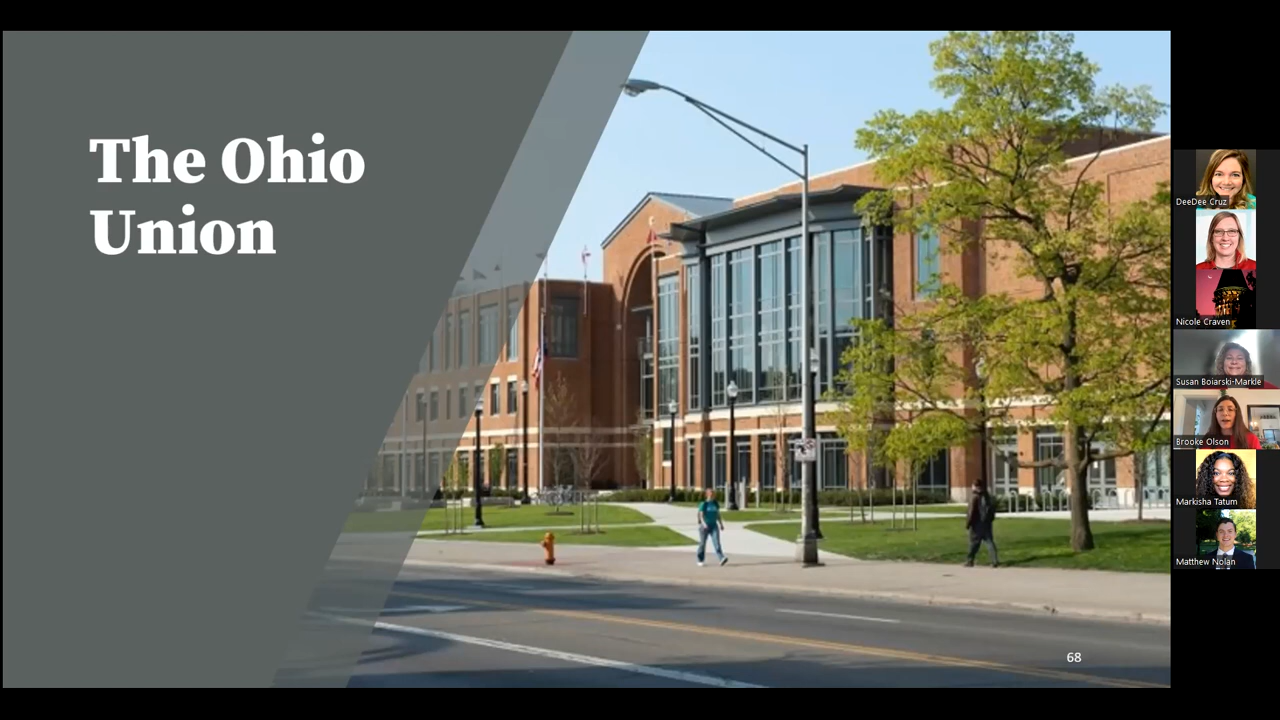 The Ohio
Union
68
DeeDee Cruz
Nicole Craven
Susan Boiarski-Markle
Brooke Olson
Markisha Tatum
Matthew Nolan